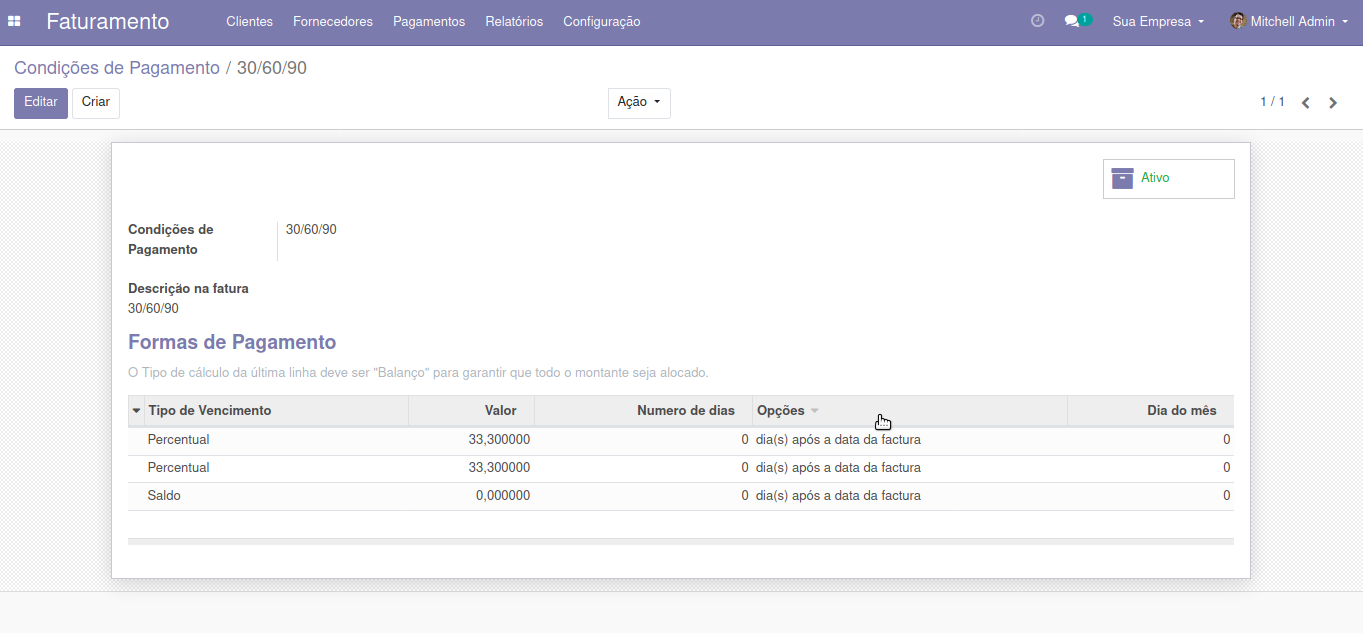 Faturamento Clientes Fornecedores Pagamentos Relatórios Configuração 1 Sua Empresa Mitchell Admin
Condições de Pagamento / 30/60/90
Editar Criar Ação 1 / 1
Ativo
Condições de Pagamento 30/60/90
Descrição na fatura
30/60/90
Formas de Pagamento
O Tipo de cálculo da última linha deve ser "Balanço" para garantir que todo o montante seja alocado.
Tipo de Vencimento Valor Numero de dias Opções Dia do mês
Percentual 33,300000 0 dia(s) após a data da factura 0
Percentual 33,300000 0 dia(s) após a data da factura 0
Saldo 0,000000 0 dia(s) após a data da factura 0